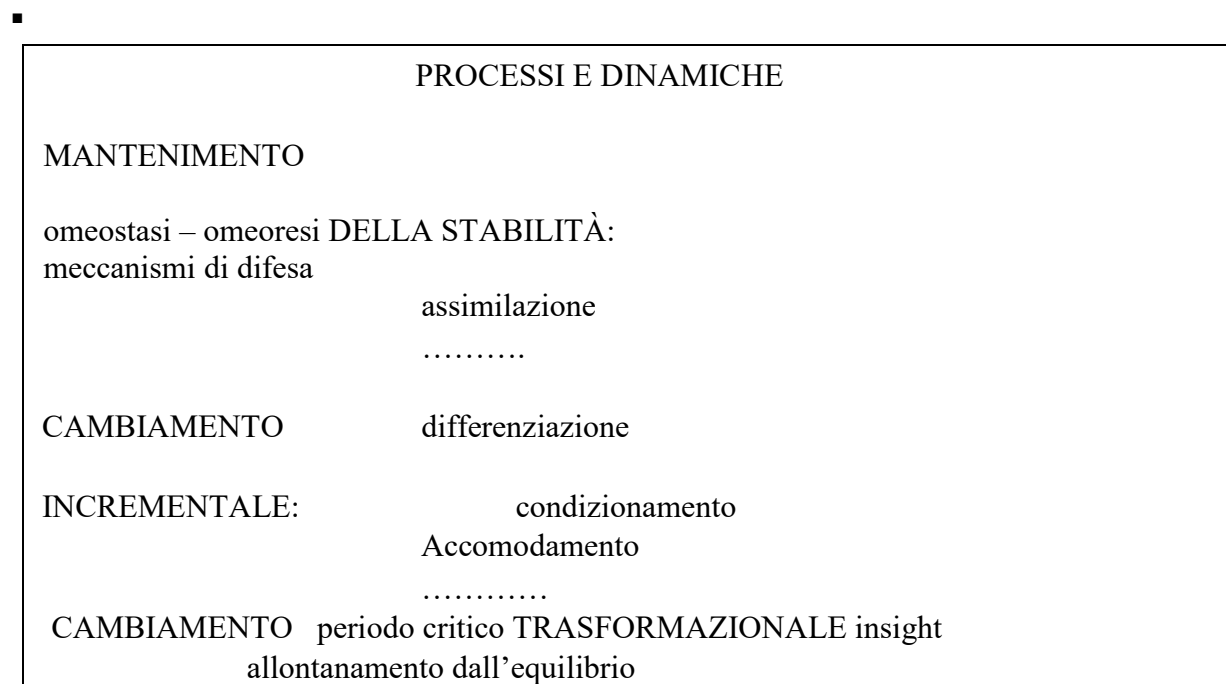 PROCESSI E DINAMICHE
MANTENIMENTO
omeostasi – omeoresi DELLA STABILITÀ:
meccanismi di difesa
assimilazione
……….
CAMBIAMENTO differenziazione
INCREMENTALE: condizionamento
Accomodamento
…………
CAMBIAMENTO periodo critico TRASFORMAZIONALE insight
allontanamento dall’equilibrio